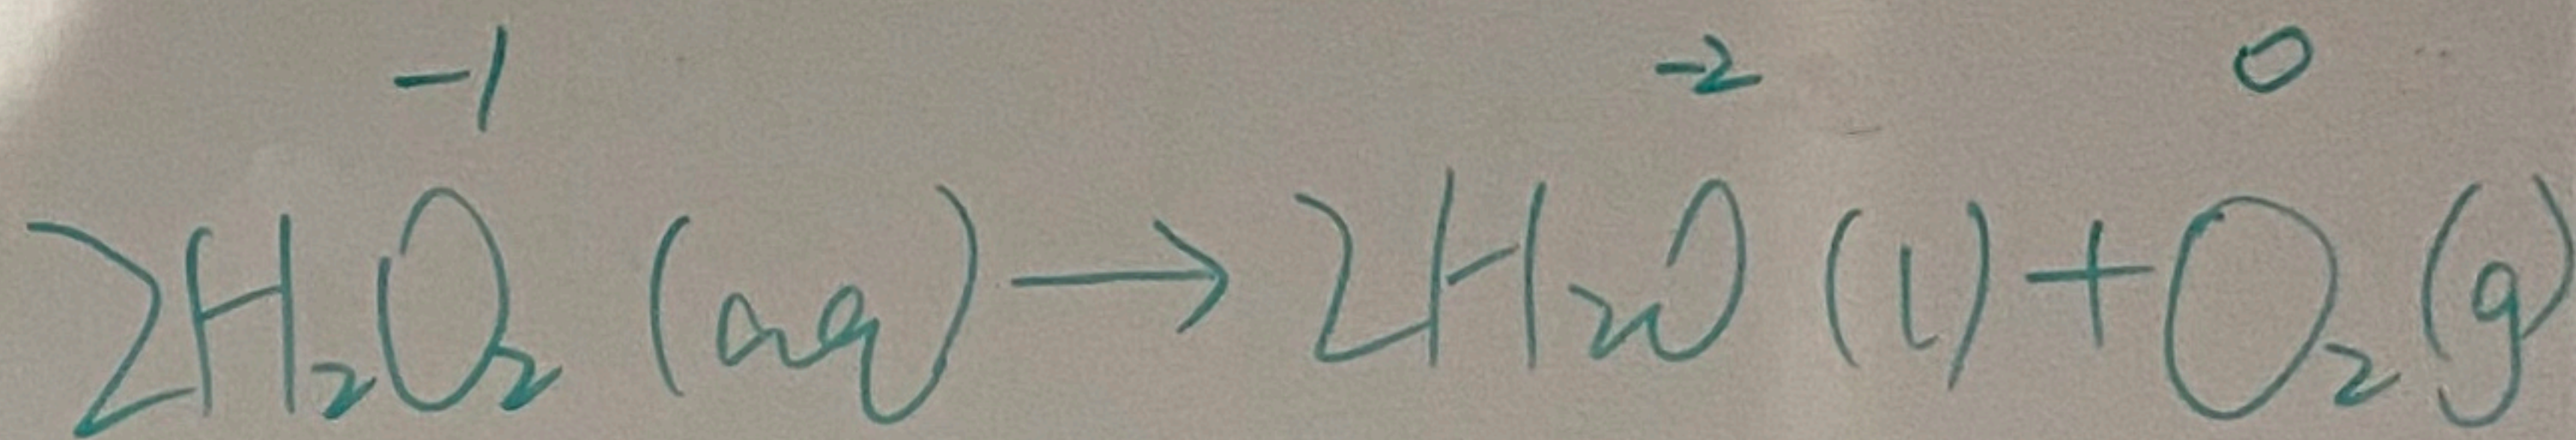 -1 -2 0
2H₂O₂ (aq) → 2H₂O (l) + O₂ (g)